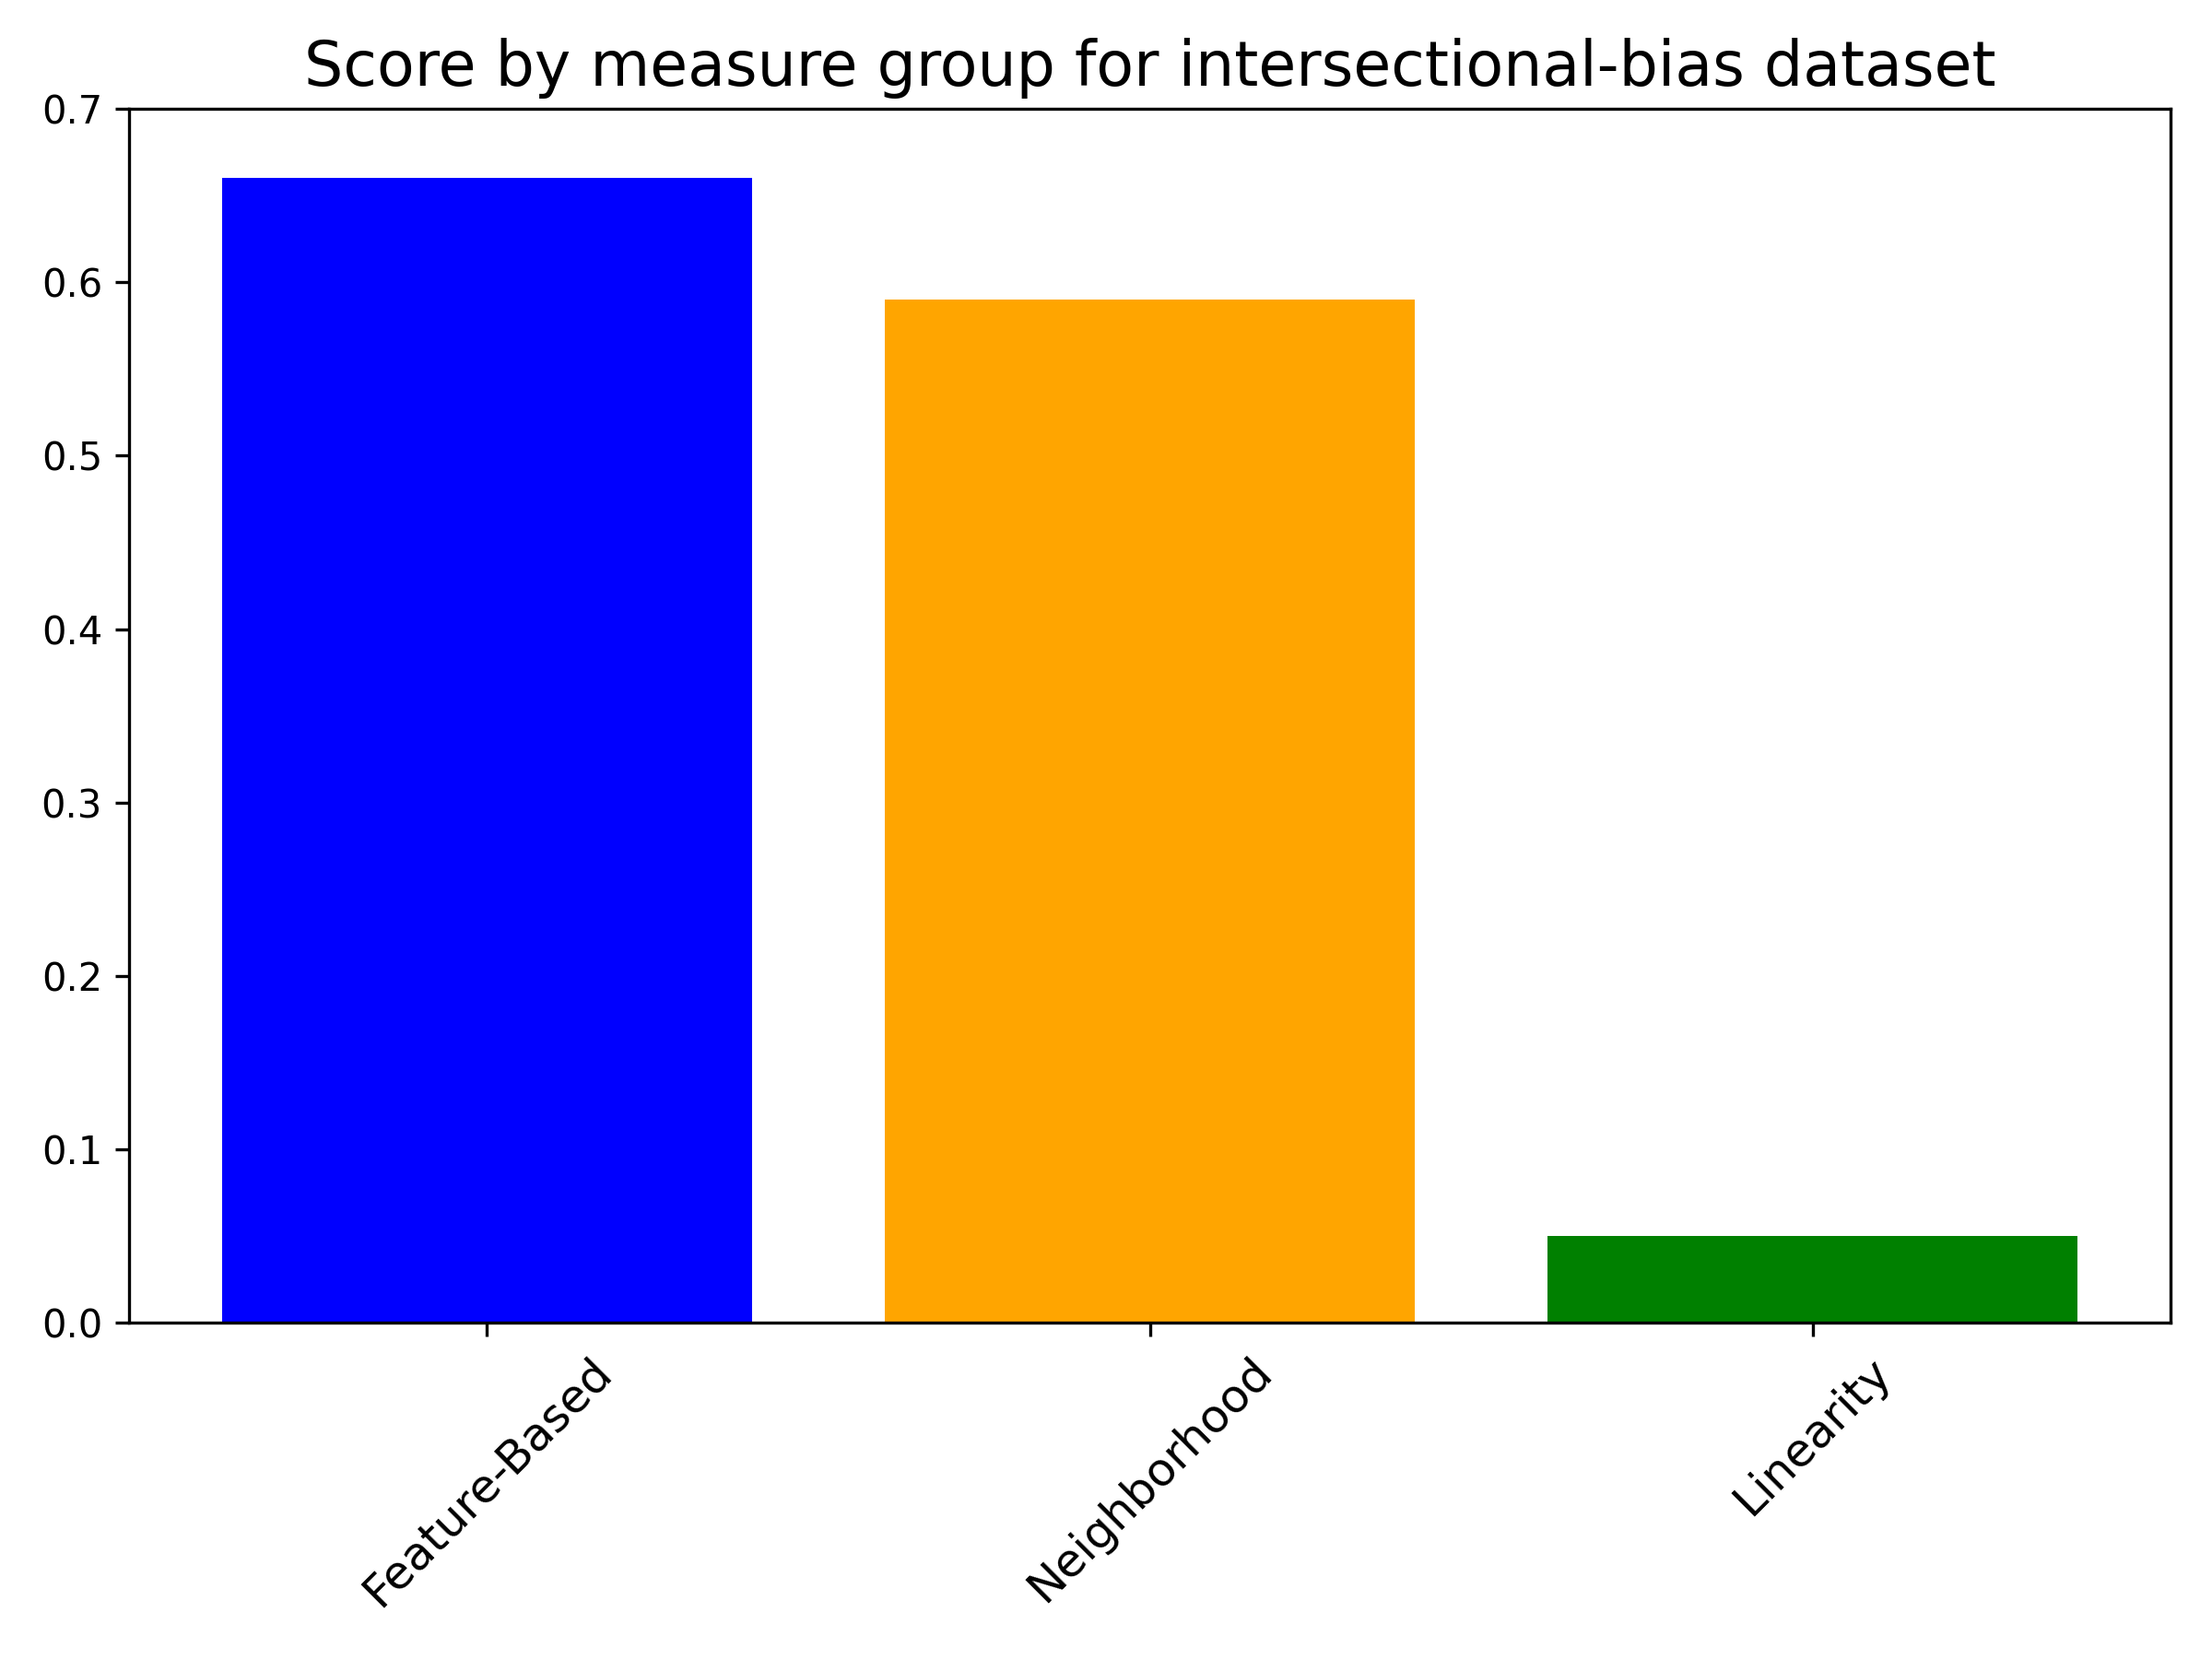 Score by measure group for intersectional-bias dataset
0.7
0.6
0.5
0.4
0.3
0.2
0.1
0.0
Feature-Based
Neighborhood
Linearity